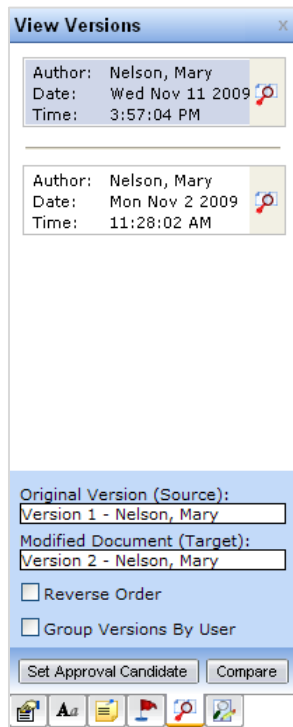 View Versions x
Author: Nelson, Mary
Date: Wed Nov 11 2009
Time: 3:57:04 PM
Author: Nelson, Mary
Date: Mon Nov 2 2009
Time: 11:28:02 AM
Original Version (Source):
Version 1 - Nelson, Mary
Modified Document (Target):
Version 2 - Nelson, Mary
Reverse Order
Group Versions By User
Set Approval Candidate Compare
Aa